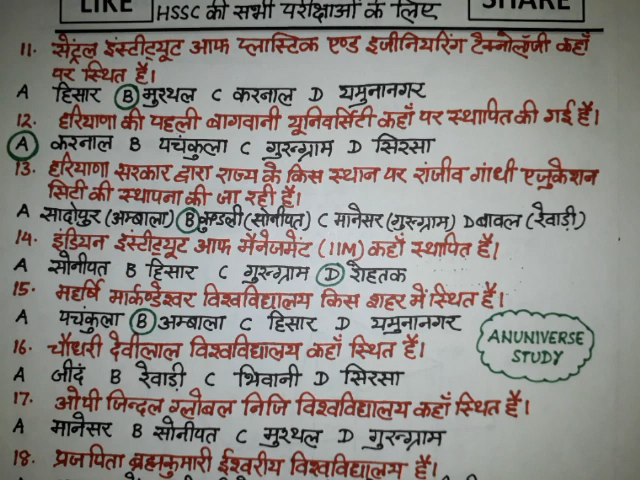 LIKE HSSC की सभी परीक्षाओं के लिए SHARE
11. सेंट्रल इंस्टीट्यूट आफ प्लास्टिक एण्ड इंजीनियरिंग टैक्नोलॉजी कहाँ
पर स्थित है।
A हिसार B मुरथल C करनाल D यमुनानगर
12. हरियाणा की पहली बागवानी यूनिवर्सिटी कहाँ पर स्थापित की गई है।
A करनाल B पचंकुला C गुरुग्राम D सिरसा
13. हरियाणा सरकार द्वारा राज्य के किस स्थान पर रांजीव गांधी एजुकेशन
सिटी की स्थापना की जा रही है।
A सादोपुर (अम्बाला) B कुण्डली (सोनीपत) C मानेसर (गुरुग्राम) D बावल (रेवाड़ी)
14. इंडियन इंस्टीट्यूट आफ मैनेजमेंट (IIM) कहाँ स्थापित है।
A सोनीपत B हिसार C गुरुग्राम D रोहतक
15. महर्षि मार्कण्डेश्वर विश्वविद्यालय किस शहर में स्थित है।
A पचंकुला B अम्बाला C हिसार D यमुनानगर
ANUNIVERSE
STUDY
16. चौधरी देवीलाल विश्वविद्यालय कहाँ स्थित है।
A जीदं B रेवाड़ी C भिवानी D सिरसा
17. ओपी जिन्दल ग्लोबल निजि विश्वविद्यालय कहाँ स्थित है।
A मानेसर B सोनीपत C मुरथल D गुरुग्राम
18. प्रजापिता ब्रह्मकुमारी ईश्वरीय विश्वविद्यालय है।